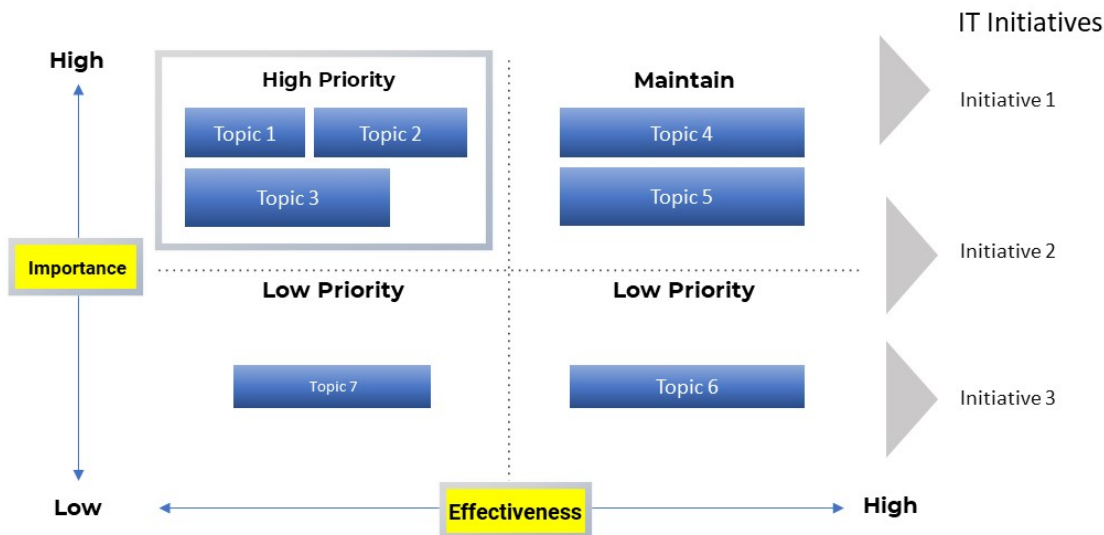 IT Initiatives
High
High Priority
Maintain
Topic 1
Topic 2
Topic 4
Initiative 1
Topic 3
Topic 5
Importance
Initiative 2
Low Priority
Low Priority
Topic 7
Topic 6
Initiative 3
Low
Effectiveness
High